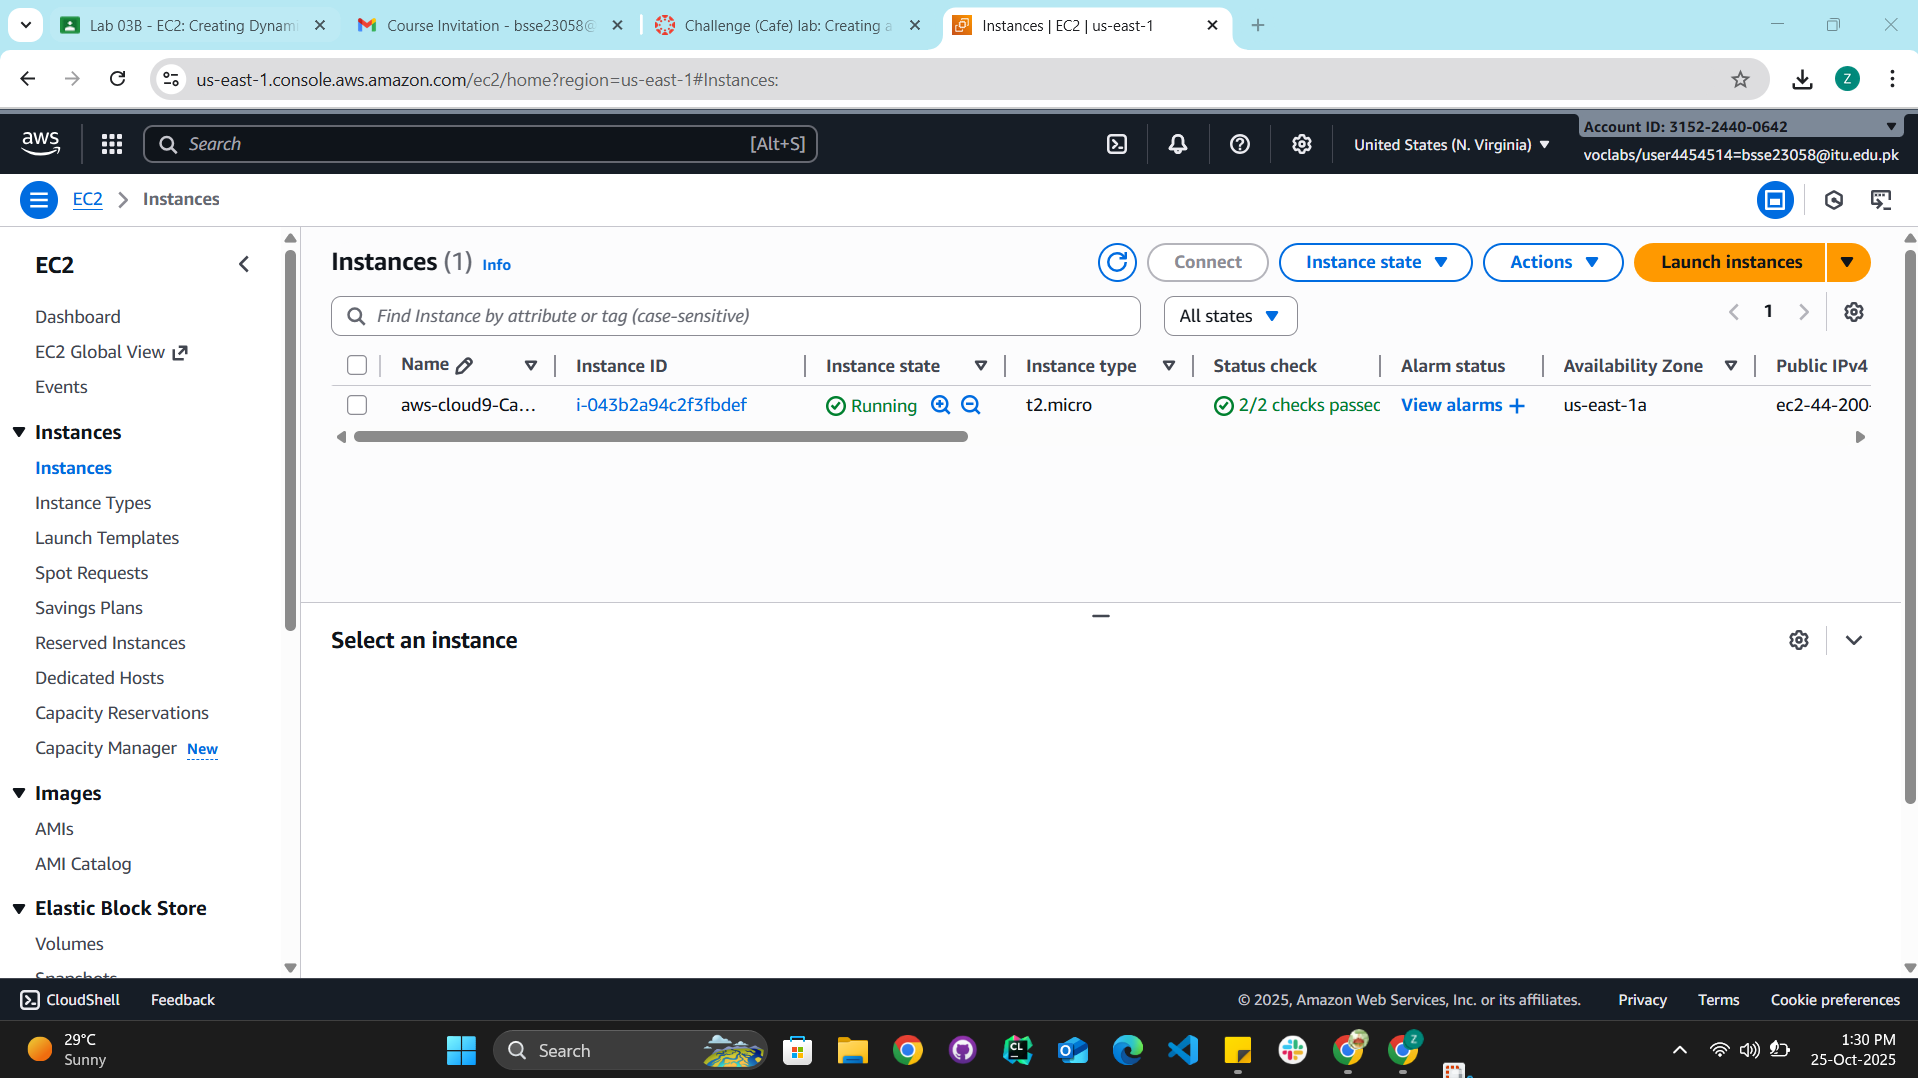 Lab 03B - EC2: Creating Dynam
Course Invitation - bsse23058@
Challenge (Cafe) lab: Creating a
Instances | EC2 | us-east-1
us-east-1.console.aws.amazon.com/ec2/home?region=us-east-1#Instances:
Z
aws
Search
[Alt+S]
United States (N. Virginia)
Account ID: 3152-2440-0642
voclabs/user4454514=bsse23058@itu.edu.pk
EC2
Instances
EC2
Dashboard
EC2 Global View
Events
Instances
Instances
Instance Types
Launch Templates
Spot Requests
Savings Plans
Reserved Instances
Dedicated Hosts
Capacity Reservations
Capacity Manager New
Images
AMIs
AMI Catalog
Elastic Block Store
Volumes
Snapshots
Instances (1) Info
Connect
Instance state
Actions
Launch instances
Find Instance by attribute or tag (case-sensitive)
All states
1
Name Instance ID Instance state Instance type Status check Alarm status Availability Zone Public IPv4
aws-cloud9-Ca... i-043b2a94c2f3fbdef Running t2.micro 2/2 checks passed View alarms + us-east-1a ec2-44-200-
Select an instance
CloudShell
Feedback
© 2025, Amazon Web Services, Inc. or its affiliates.
Privacy
Terms
Cookie preferences
29°C
Sunny
Search
CL
Z
1:30 PM
25-Oct-2025